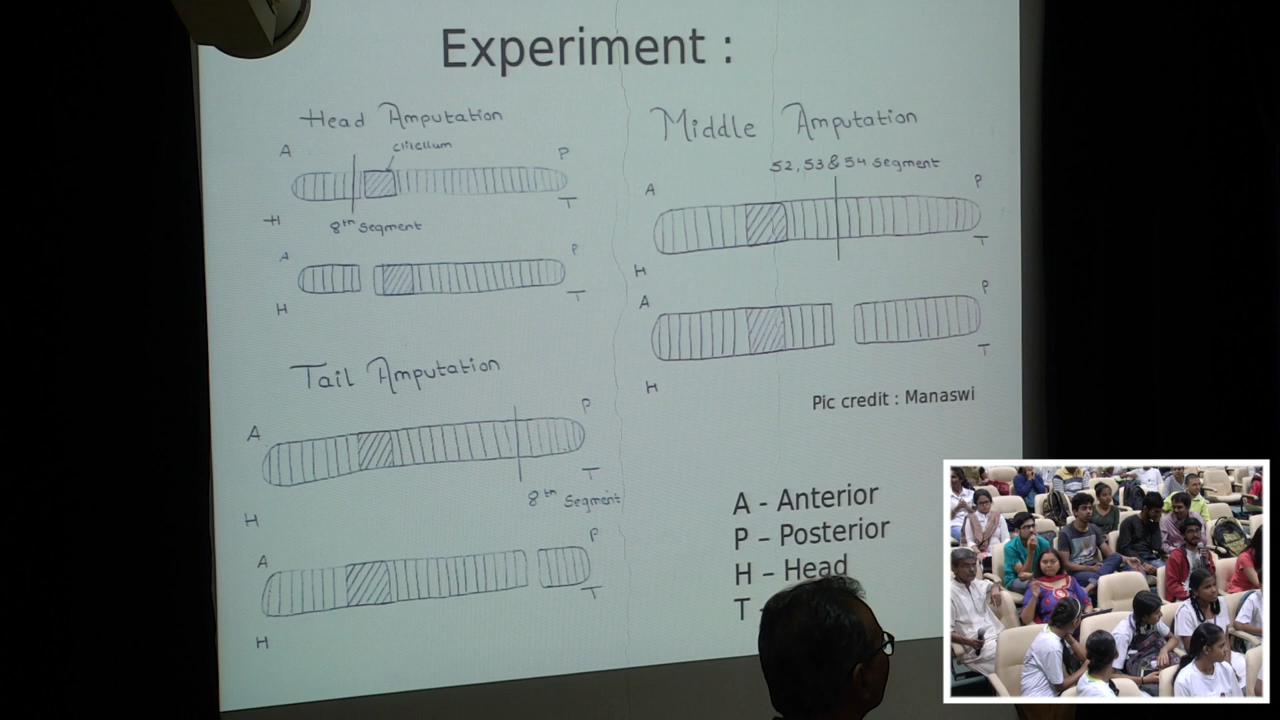 Experiment :
Head Amputation
A
clitellum
P
H
8th Segment
T
A
P
H
T
Tail Amputation
A
P
T
8th Segment
H
A
P
T
H
Middle Amputation
52, 53 & 54 Segment
A
P
T
H
A
P
T
H
Pic credit : Manaswi
A - Anterior
P – Posterior
H – Head
T -